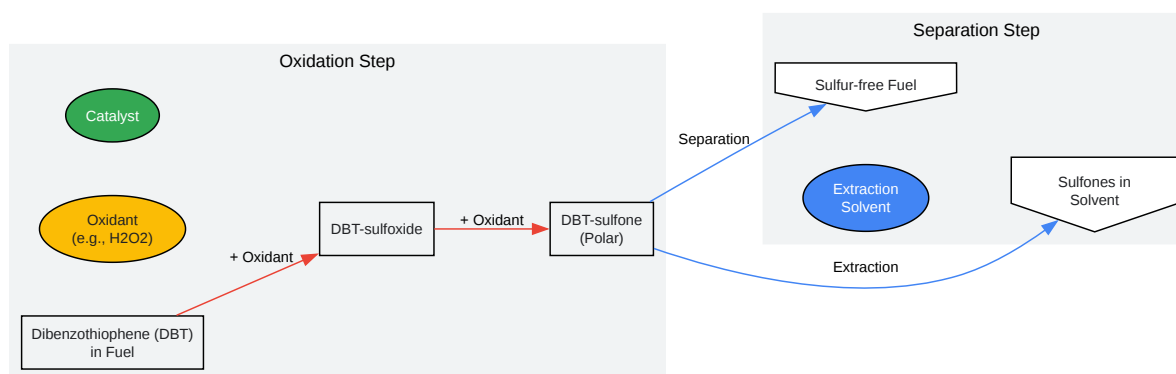 Oxidation Step
Catalyst
Oxidant
(e.g., H2O2)
+ Oxidant
Dibenzothiophene (DBT)
in Fuel
DBT-sulfoxide
+ Oxidant
DBT-sulfone
(Polar)
Separation Step
Sulfur-free Fuel
Separation
Extraction
Solvent
Sulfones in
Solvent
Extraction